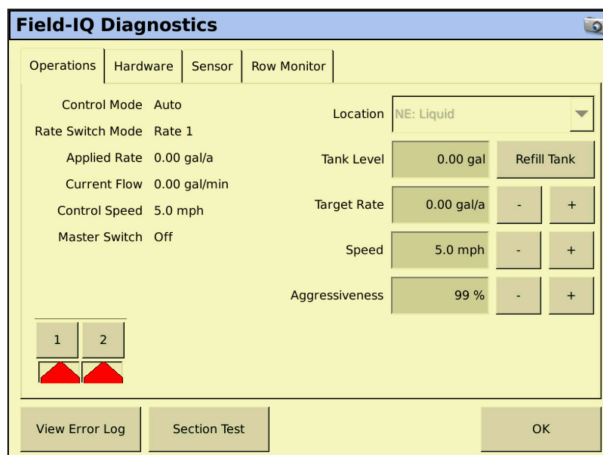 Field-IQ Diagnostics
Operations Hardware Sensor Row Monitor
Control Mode Auto
Rate Switch Mode Rate 1
Applied Rate 0.00 gal/a
Current Flow 0.00 gal/min
Control Speed 5.0 mph
Master Switch Off
Location NE: Liquid
Tank Level 0.00 gal Refill Tank
Target Rate 0.00 gal/a - +
Speed 5.0 mph - +
Aggressiveness 99 % - +
1 2
View Error Log Section Test OK